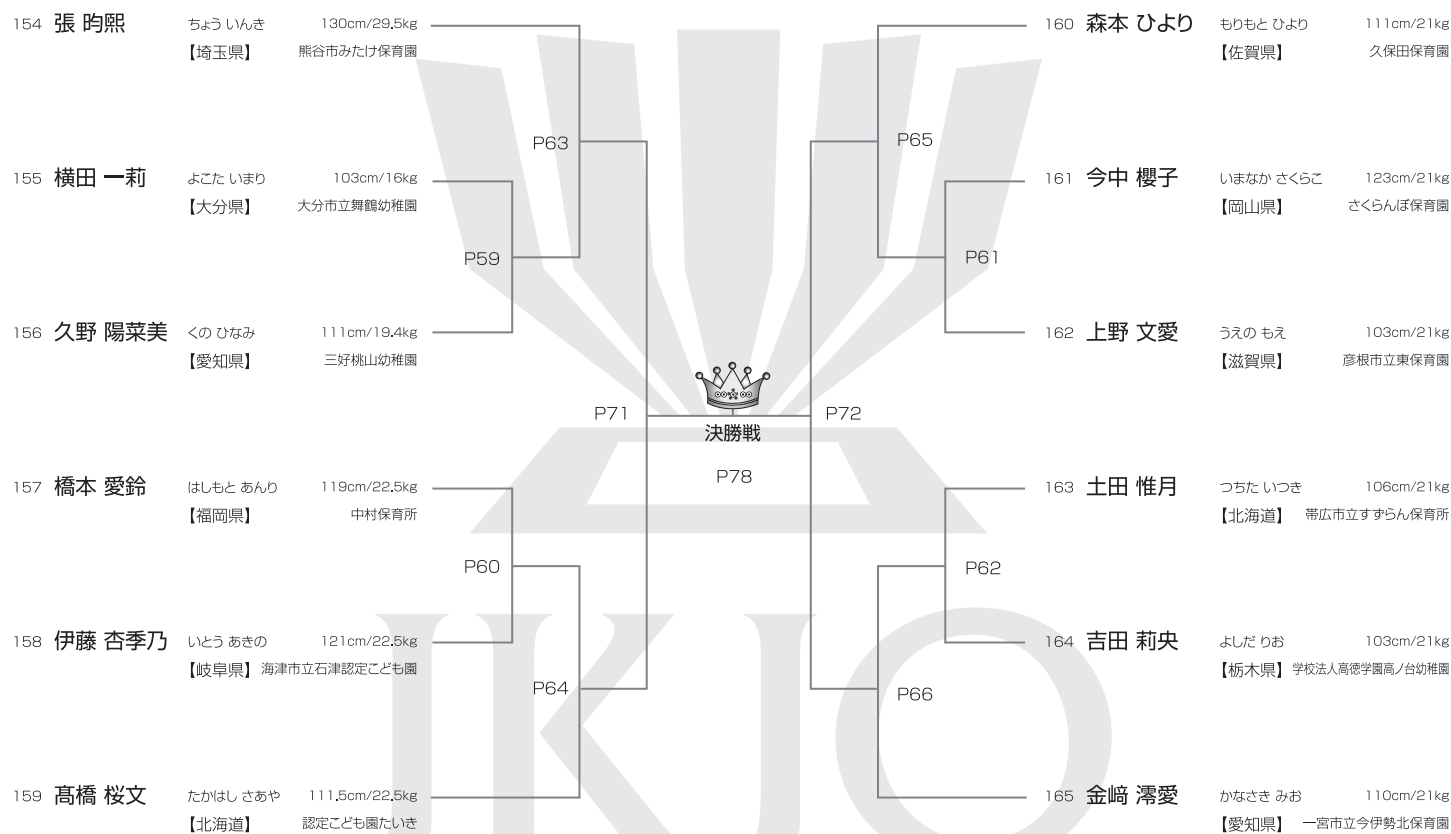 154 張 昀熙 ちょう いんき 130cm/29.5kg
【埼玉県】 熊谷市みたけ保育園
P63
155 横田 一莉 よこた いまり 103cm/16kg
【大分県】 大分市立舞鶴幼稚園
P59
156 久野 陽菜美 くの ひなみ 111cm/19.4kg
【愛知県】 三好桃山幼稚園
P71
157 橋本 愛鈴 はしもと あんり 119cm/22.5kg
【福岡県】 中村保育所
P60
158 伊藤 杏季乃 いとう あきの 121cm/22.5kg
【岐阜県】 海津市立石津認定こども園
P64
159 髙橋 桜文 たかはし さあや 111.5cm/22.5kg
【北海道】 認定こども園たいき
決勝戦
P78
160 森本 ひより もりもと ひより 111cm/21kg
【佐賀県】 久保田保育園
P65
161 今中 櫻子 いまなか さくらこ 123cm/21kg
【岡山県】 さくらんぼ保育園
P61
162 上野 文愛 うえの もえ 103cm/21kg
【滋賀県】 彦根市立東保育園
P72
163 土田 惟月 つちた いつき 106cm/21kg
【北海道】 帯広市立すずらん保育所
P62
164 吉田 莉央 よしだ りお 103cm/21kg
【栃木県】 学校法人高徳学園高ノ台幼稚園
P66
165 金﨑 澪愛 かなさき みお 110cm/21kg
【愛知県】 一宮市立今伊勢北保育園
JKJO